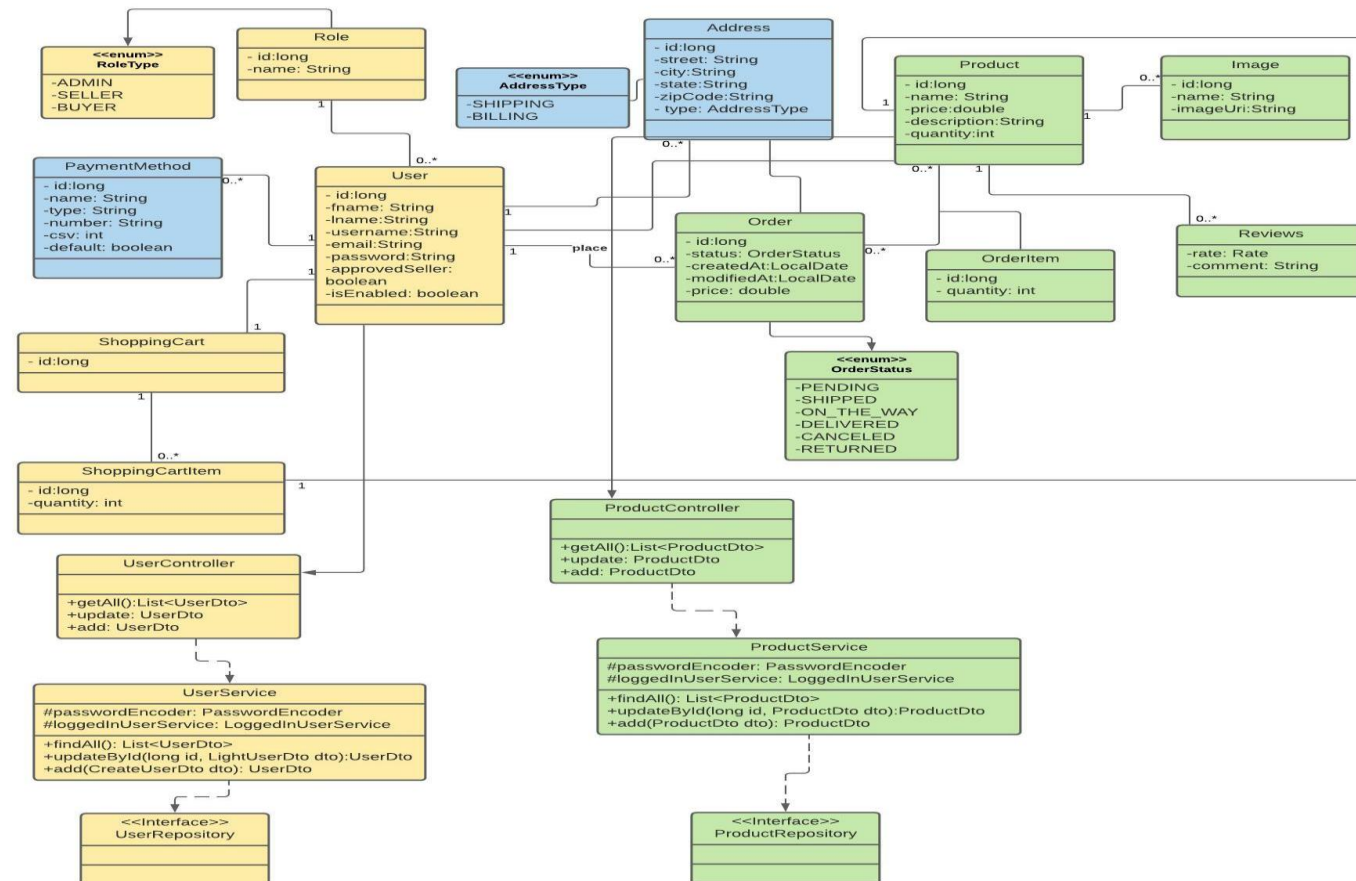 <<enum>>
RoleType
-ADMIN
-SELLER
-BUYER
Role
- id:long
-name: String
1
0..*
<<enum>>
AddressType
-SHIPPING
-BILLING
Address
- id:long
-street: String
-city:String
-state:String
-zipCode:String
- type: AddressType
0..*
Product
- id:long
-name: String
-price:double
-description:String
-quantity:int
1
0..*
1
0..*
1
Image
- id:long
-name: String
-imageUri:String
PaymentMethod
- id:long
-name: String
-type: String
-number: String
-csv: int
-default: boolean
0..*
1
User
- id:long
-fname: String
-lname:String
-username:String
-email:String
-password:String
-approvedSeller:
boolean
-isEnabled: boolean
1
1
1
place
0..*
Order
- id:long
-status: OrderStatus
-createdAt:LocalDate
-modifiedAt:LocalDate
-price: double
0..*
OrderItem
- id:long
- quantity: int
0..*
Reviews
-rate: Rate
-comment: String
1
ShoppingCart
- id:long
1
<<enum>>
OrderStatus
-PENDING
-SHIPPED
-ON_THE_WAY
-DELIVERED
-CANCELED
-RETURNED
0..*
ShoppingCartItem
- id:long
-quantity: int
1
ProductController
+getAll():List<ProductDto>
+update: ProductDto
+add: ProductDto
UserController
+getAll():List<UserDto>
+update: UserDto
+add: UserDto
ProductService
#passwordEncoder: PasswordEncoder
#loggedInUserService: LoggedInUserService
+findAll(): List<ProductDto>
+updateById(long id, ProductDto dto):ProductDto
+add(ProductDto dto): ProductDto
UserService
#passwordEncoder: PasswordEncoder
#loggedInUserService: LoggedInUserService
+findAll(): List<UserDto>
+updateById(long id, LightUserDto dto):UserDto
+add(CreateUserDto dto): UserDto
<<Interface>>
UserRepository
<<Interface>>
ProductRepository